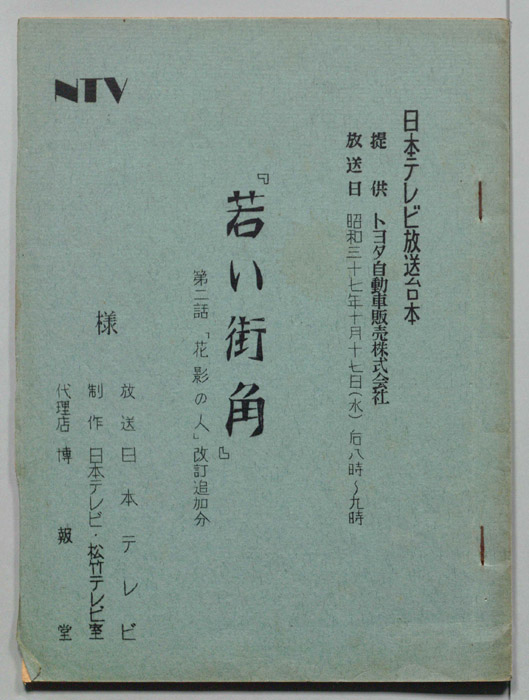 日本テレビ放送台本
提供 トヨタ自動車販売株式会社
放送日 昭和三十七年十月十七日(水) 后八時～九時
『若い街角』
第二話「花影の人」改訂追加分
NTV
様
放送 日本テレビ
制作 日本テレビ・松竹テレビ室
代理店 博報堂